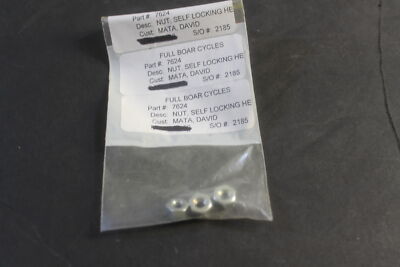 Part #: 7624
Desc: NUT, SELF LOCKING HE
Cust: MATA, DAVID
S/O #: 2185
FULL BOAR CYCLES
Part #: 7624
Desc: NUT, SELF LOCKING HE
Cust: MATA, DAVID
S/O #: 2185
FULL BOAR CYCLES
Part #: 7624
Desc: NUT, SELF LOCKING HE
Cust: MATA, DAVID
S/O #: 2185